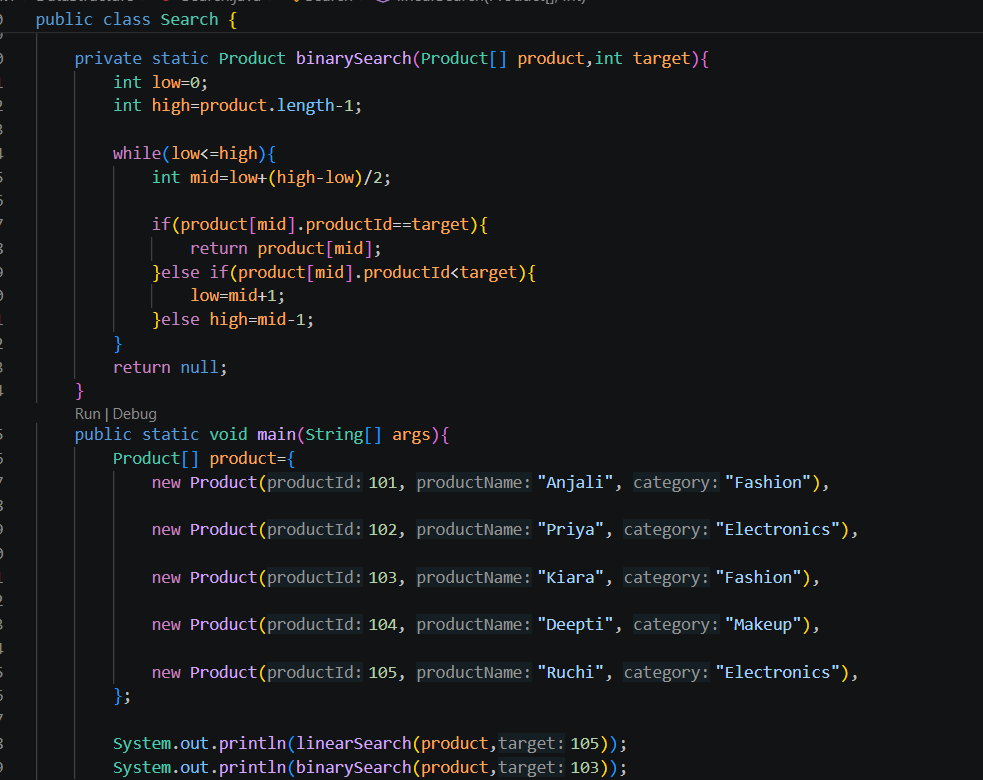 public class Search {
private static Product binarySearch(Product[] product,int target){
int low=0;
int high=product.length-1;
while(low<=high){
int mid=low+(high-low)/2;
if(product[mid].productId==target){
return product[mid];
}else if(product[mid].productId<target){
low=mid+1;
}else high=mid-1;
}
return null;
}
Run | Debug
public static void main(String[] args){
Product[] product={
new Product(productId: 101, productName: "Anjali", category: "Fashion"),
new Product(productId: 102, productName: "Priya", category: "Electronics"),
new Product(productId: 103, productName: "Kiara", category: "Fashion"),
new Product(productId: 104, productName: "Deepti", category: "Makeup"),
new Product(productId: 105, productName: "Ruchi", category: "Electronics"),
};
System.out.println(linearSearch(product,target: 105));
System.out.println(binarySearch(product,target: 103));